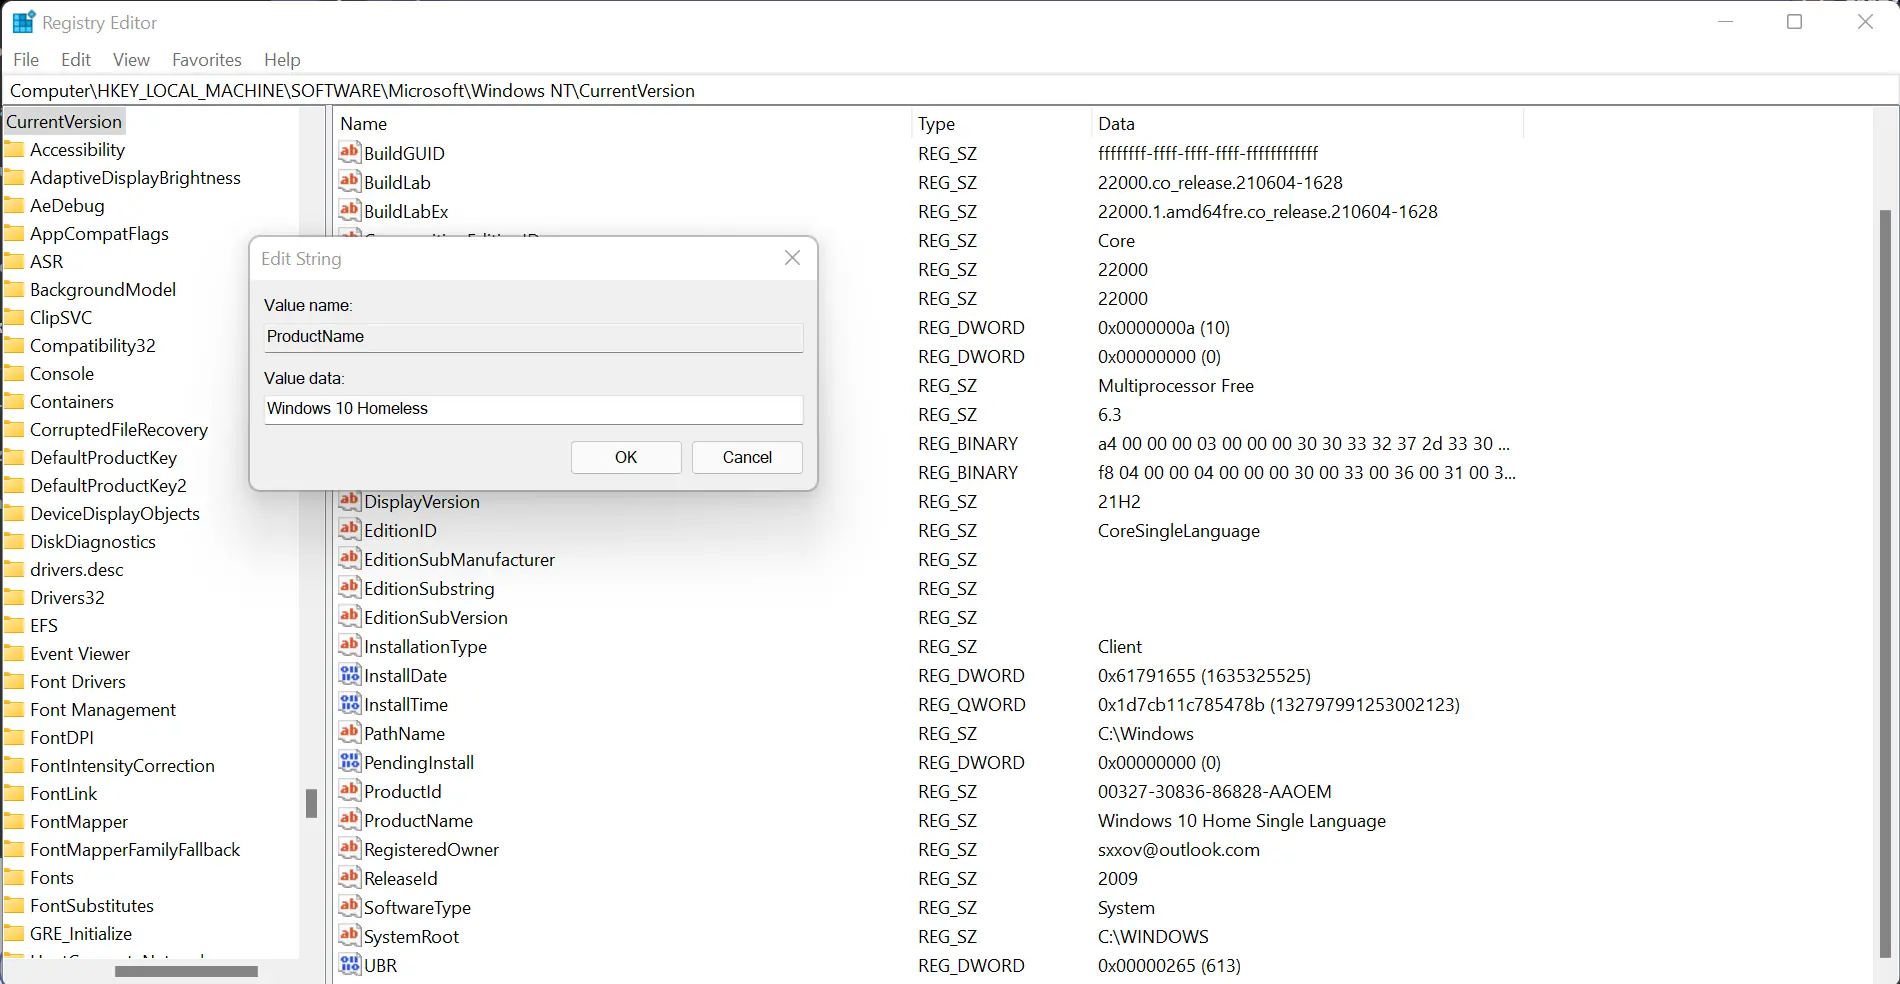 Registry Editor
File Edit View Favorites Help
Computer\HKEY_LOCAL_MACHINE\SOFTWARE\Microsoft\Windows NT\CurrentVersion
CurrentVersion
Accessibility
AdaptiveDisplayBrightness
AeDebug
AppCompatFlags
ASR
BackgroundModel
ClipSVC
Compatibility32
Console
Containers
CorruptedFileRecovery
DefaultProductKey
DefaultProductKey2
DeviceDisplayObjects
DiskDiagnostics
drivers.desc
Drivers32
EFS
Event Viewer
Font Drivers
Font Management
FontDPI
FontIntensityCorrection
FontLink
FontMapper
FontMapperFamilyFallback
Fonts
FontSubstitutes
GRE_Initialize
Name Type Data
BuildGUID REG_SZ ffffffff-ffff-ffff-ffff-ffffffffffff
BuildLab REG_SZ 22000.co_release.210604-1628
BuildLabEx REG_SZ 22000.1.amd64fre.co_release.210604-1628
REG_SZ Core
REG_SZ 22000
REG_SZ 22000
REG_DWORD 0x0000000a (10)
REG_DWORD 0x00000000 (0)
REG_SZ Multiprocessor Free
REG_SZ 6.3
REG_BINARY a4 00 00 00 03 00 00 00 30 30 33 32 37 2d 33 30 ...
REG_BINARY f8 04 00 00 04 00 00 00 30 00 33 00 36 00 31 00 3...
DisplayVersion REG_SZ 21H2
EditionID REG_SZ CoreSingleLanguage
EditionSubManufacturer REG_SZ
EditionSubstring REG_SZ
EditionSubVersion REG_SZ
InstallationType REG_SZ Client
InstallDate REG_DWORD 0x61791655 (1635325525)
InstallTime REG_QWORD 0x1d7cb11c785478b (132797991253002123)
PathName REG_SZ C:\Windows
PendingInstall REG_DWORD 0x00000000 (0)
ProductId REG_SZ 00327-30836-86828-AAOEM
ProductName REG_SZ Windows 10 Home Single Language
RegisteredOwner REG_SZ sxxov@outlook.com
ReleaseId REG_SZ 2009
SoftwareType REG_SZ System
SystemRoot REG_SZ C:\WINDOWS
UBR REG_DWORD 0x00000265 (613)
Edit String
Value name:
ProductName
Value data:
Windows 10 Homeless
OK Cancel